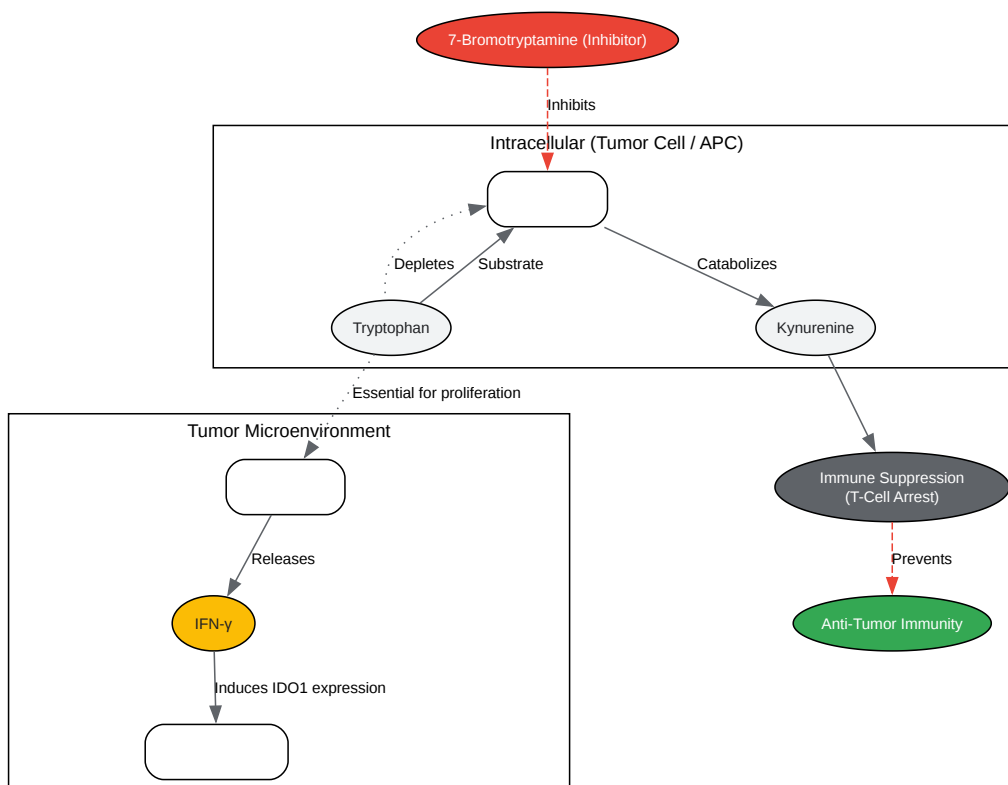 7-Bromotryptamine (Inhibitor)
Inhibits
Intracellular (Tumor Cell / APC)
Depletes
Substrate
Catabolizes
Tryptophan
Kynurenine
Essential for proliferation
Tumor Microenvironment
Immune Suppression
(T-Cell Arrest)
Releases
Prevents
IFN-γ
Anti-Tumor Immunity
Induces IDO1 expression